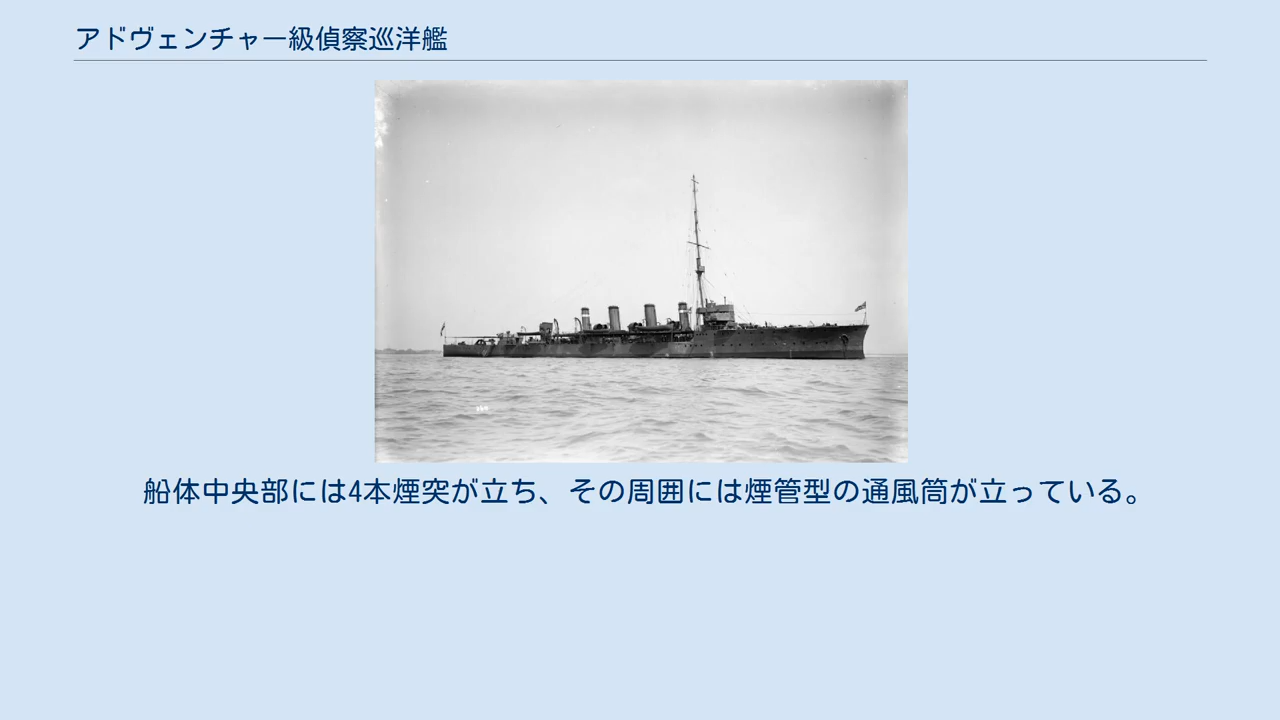 アドヴェンチャー級偵察巡洋艦
船体中央部には4本煙突が立ち、その周囲には煙管型の通風筒が立っている。